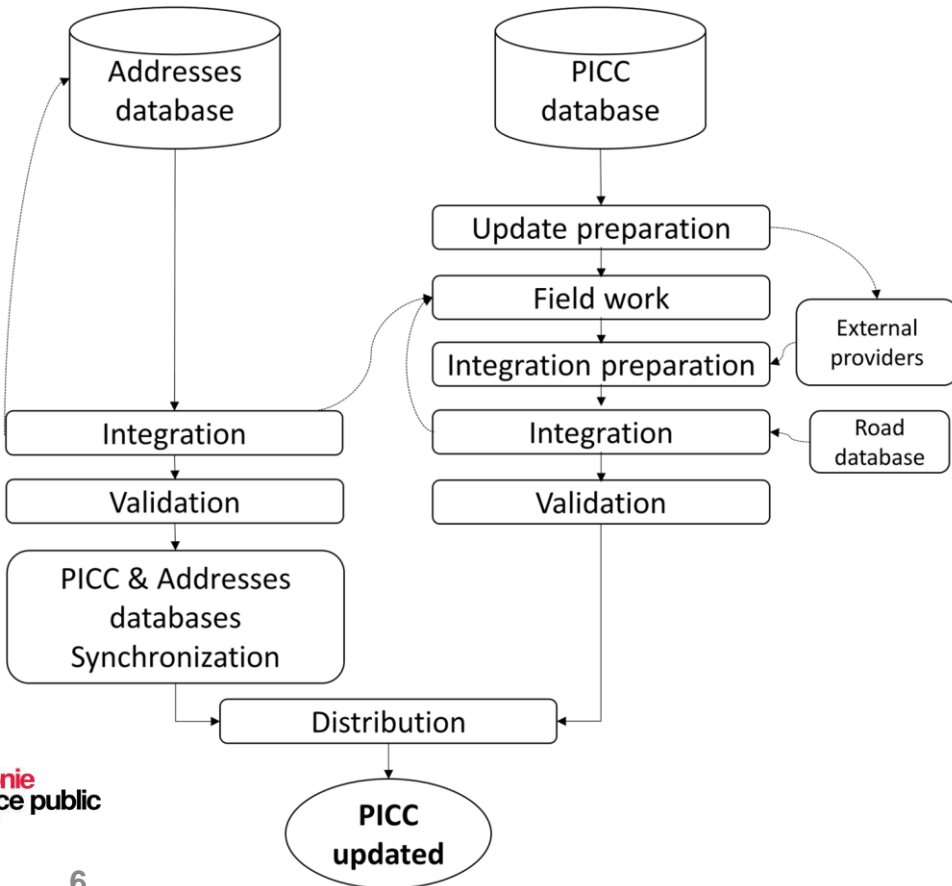 Addresses
database
PICC
database
Update preparation
Field work
External
providers
Integration preparation
Integration
Integration
Road
database
Validation
Validation
PICC & Addresses
databases
Synchronization
Distribution
nie
ce public
PICC
updated
6